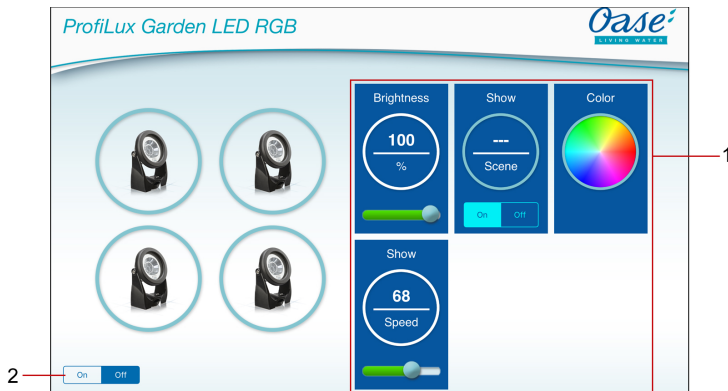 ProfiLux Garden LED RGB
Oase
LIVING WATER
Brightness
100
%
Show
---
Scene
On Off
Color
1
Show
68
Speed
2
On Off